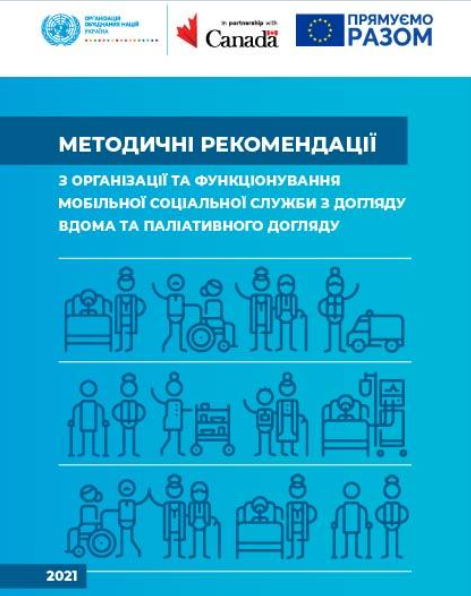 ОРГАНІЗАЦІЯ
ОБ'ЄДНАНИХ НАЦІЙ
УКРАЇНА
in partnership with
Canada
ПРЯМУЄМО
РАЗОМ
МЕТОДИЧНІ РЕКОМЕНДАЦІЇ
З ОРГАНІЗАЦІЇ ТА ФУНКЦІОНУВАННЯ
МОБІЛЬНОЇ СОЦІАЛЬНОЇ СЛУЖБИ З ДОГЛЯДУ
ВДОМА ТА ПАЛІАТИВНОГО ДОГЛЯДУ
2021